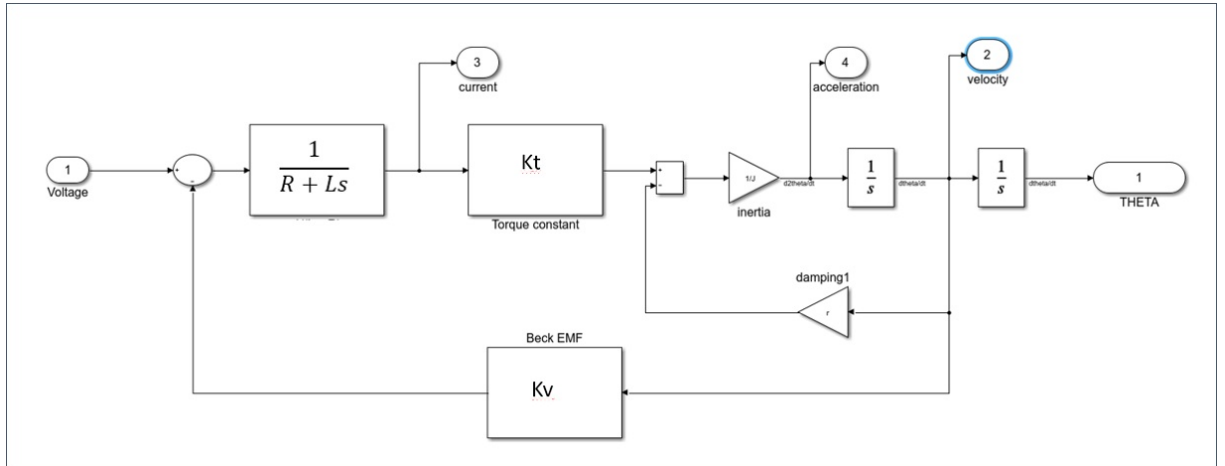 3
current
4
acceleration
2
velocity
1
Voltage
+
-
1
R + Ls
Kt
Torque constant
+
-
1/J
inertia
d2theta/dt
1
s
dtheta/dt
1
s
dtheta/dt
1
THETA
damping1
r
Beck EMF
Kv